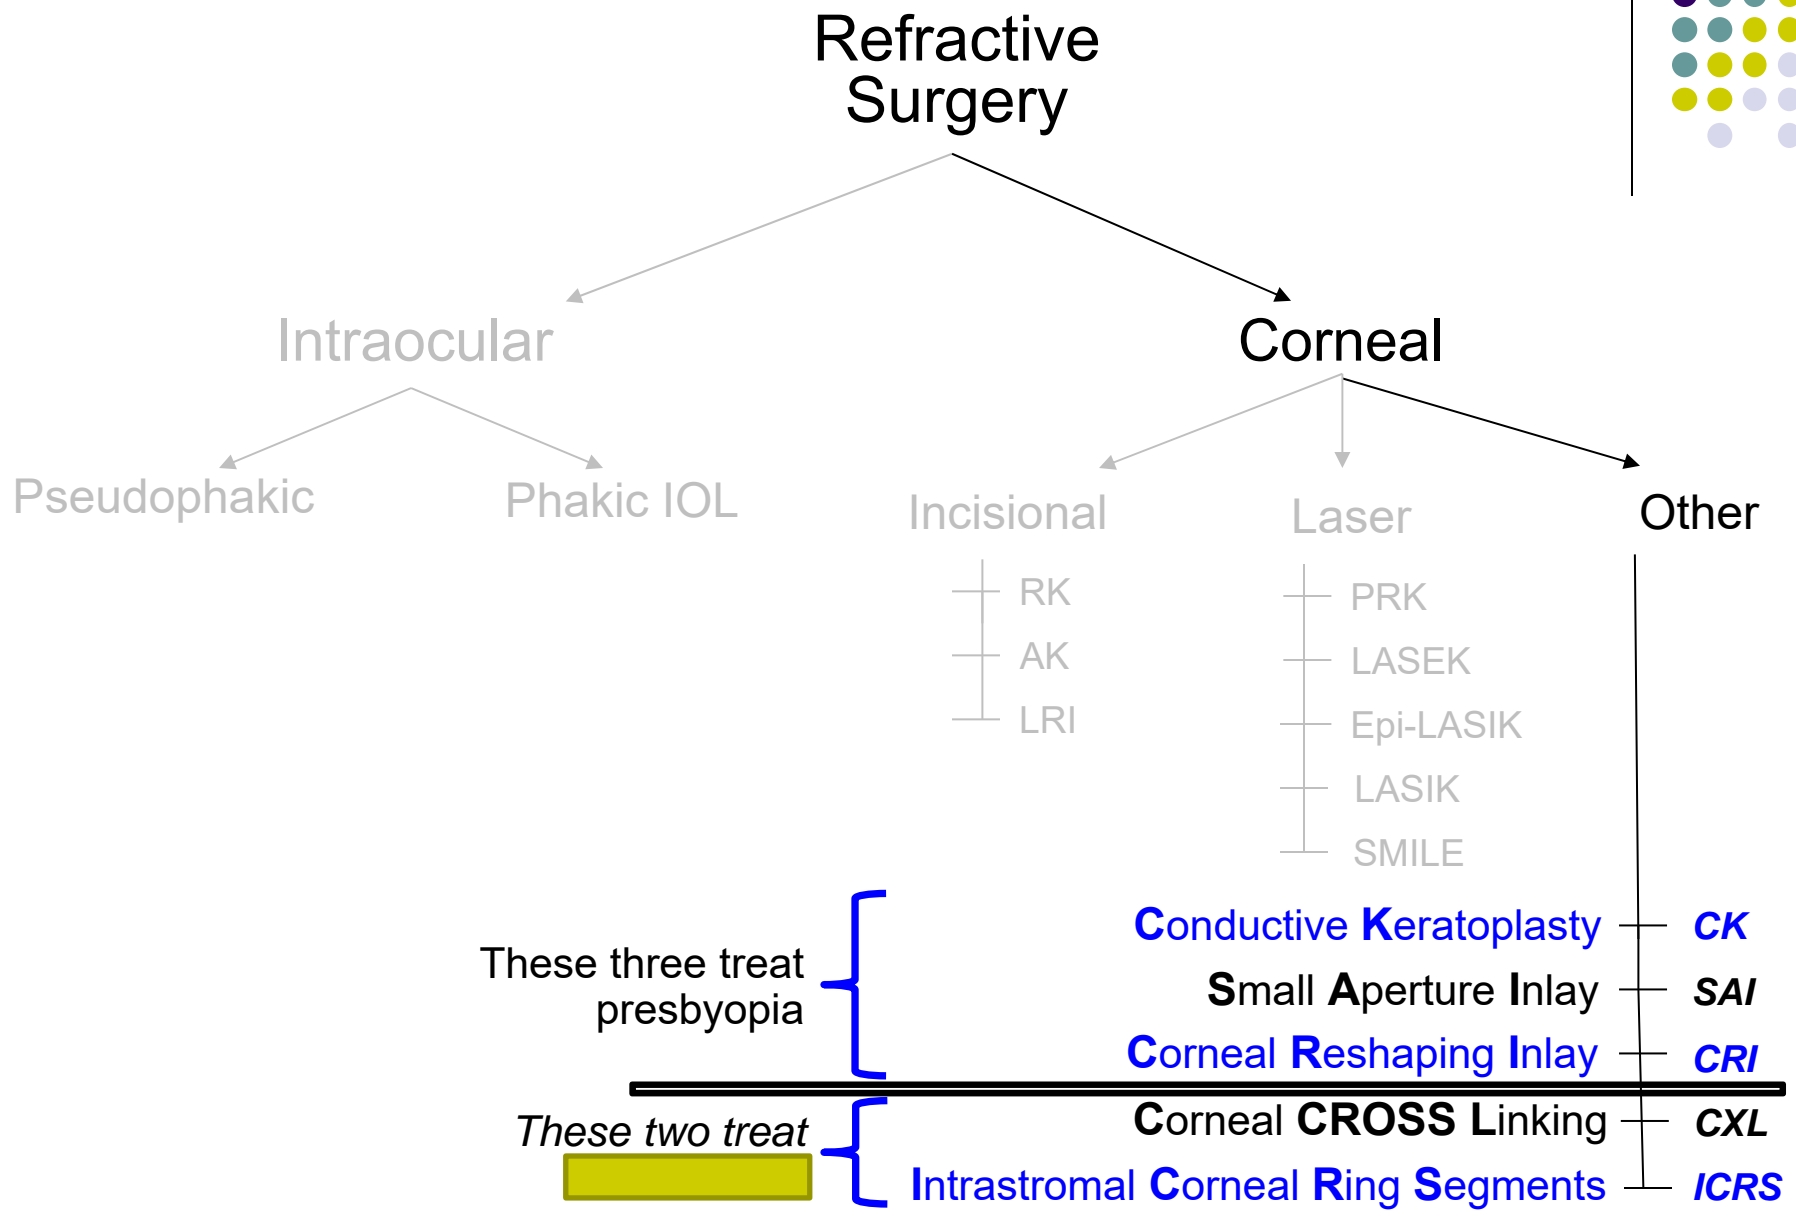 Refractive
Surgery
Intraocular
Corneal
Pseudophakic
Phakic IOL
Incisional
Laser
Other
RK
AK
LRI
PRK
LASEK
Epi-LASIK
LASIK
SMILE
These three treat
presbyopia
Conductive Keratoplasty
CK
Small Aperture Inlay
SAI
Corneal Reshaping Inlay
CRI
These two treat
Corneal CROSS Linking
CXL
Intrastromal Corneal Ring Segments
ICRS